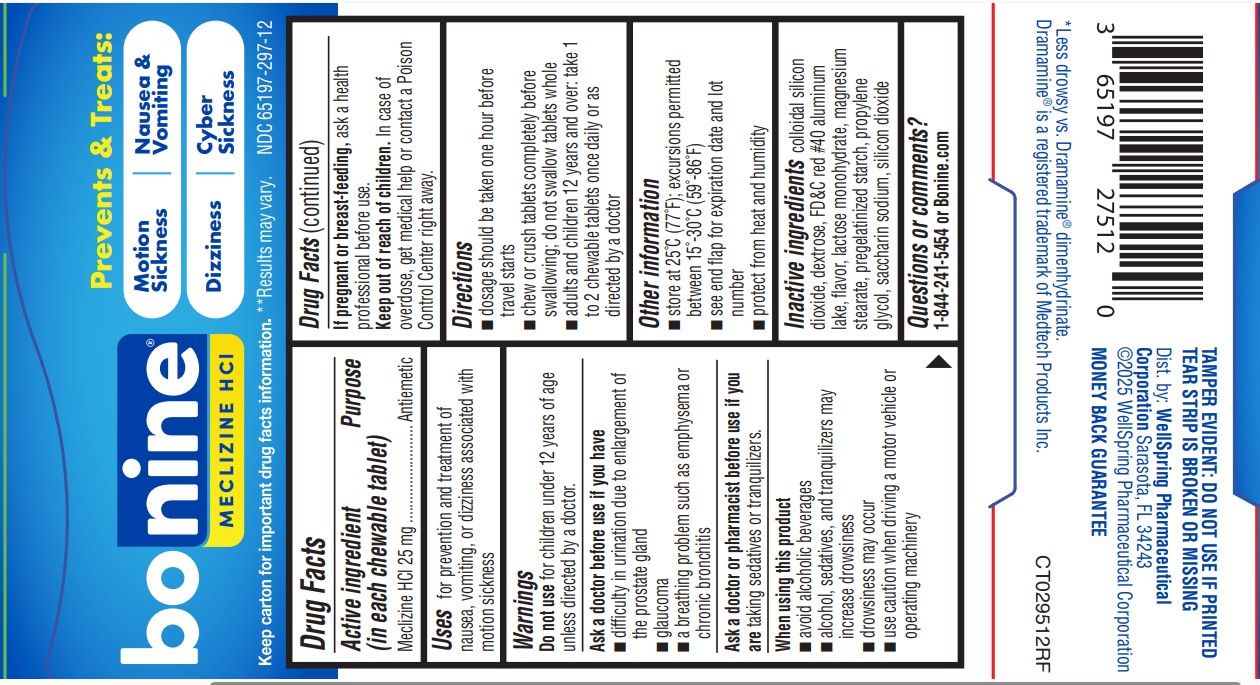 bonine®
MECLIZINE HCl
Prevents & Treats:
Motion
Sickness
Nausea &
Vomiting
Dizziness
Cyber
Sickness
Keep carton for important drug facts information. **Results may vary. NDC 65197-297-12
Drug Facts
Active ingredient Purpose
(in each chewable tablet)
Meclizine HCl 25 mg ........................ Antiemetic
Uses for prevention and treatment of
nausea, vomiting, or dizziness associated with
motion sickness
Warnings
Do not use for children under 12 years of age
unless directed by a doctor.
Ask a doctor before use if you have
■ difficulty in urination due to enlargement of
the prostate gland
■ glaucoma
■ a breathing problem such as emphysema or
chronic bronchitis
Ask a doctor or pharmacist before use if you
are taking sedatives or tranquilizers.
When using this product
■ avoid alcoholic beverages
■ alcohol, sedatives, and tranquilizers may
increase drowsiness
■ drowsiness may occur
■ use caution when driving a motor vehicle or
operating machinery
Drug Facts (continued)
If pregnant or breast-feeding, ask a health
professional before use.
Keep out of reach of children. In case of
overdose, get medical help or contact a Poison
Control Center right away.
Directions
■ dosage should be taken one hour before
travel starts
■ chew or crush tablets completely before
swallowing; do not swallow tablets whole
■ adults and children 12 years and over: take 1
to 2 chewable tablets once daily or as
directed by a doctor
Other information
■ store at 25°C (77°F); excursions permitted
between 15°-30°C (59°-86°F)
■ see end flap for expiration date and lot
number
■ protect from heat and humidity
Inactive ingredients colloidal silicon
dioxide, dextrose, FD&C red #40 aluminum
lake, flavor, lactose monohydrate, magnesium
stearate, pregelatinized starch, propylene
glycol, saccharin sodium, silicon dioxide
Questions or comments?
1-844-241-5454 or Bonine.com
*Less drowsy vs. Dramamine® dimenhydrinate.
Dramamine® is a registered trademark of Medtech Products Inc.
CT029512RF
3 65197 27512 0
TAMPER EVIDENT: DO NOT USE IF PRINTED
TEAR STRIP IS BROKEN OR MISSING
Dist. by: WellSpring Pharmaceutical
Corporation Sarasota, FL 34243
©2025 WellSpring Pharmaceutical Corporation
MONEY BACK GUARANTEE